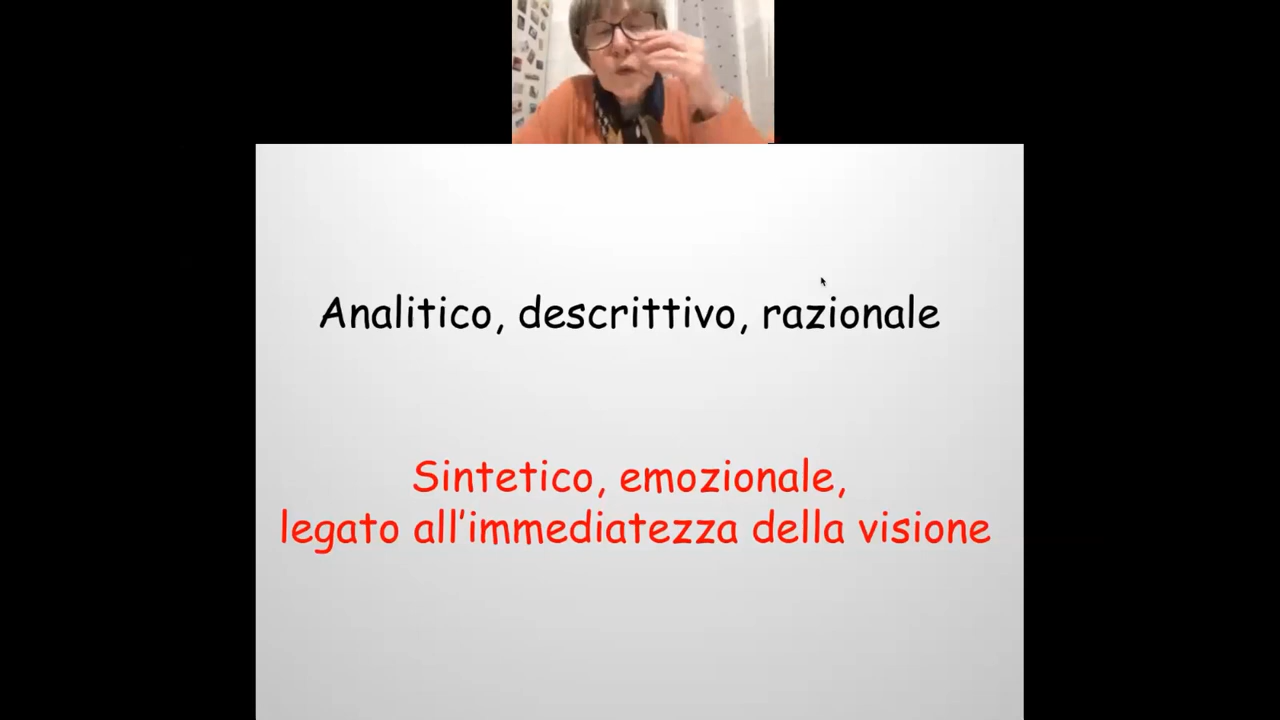 Analitico, descrittivo, razionale
Sintetico, emozionale,
legato all’immediatezza della visione